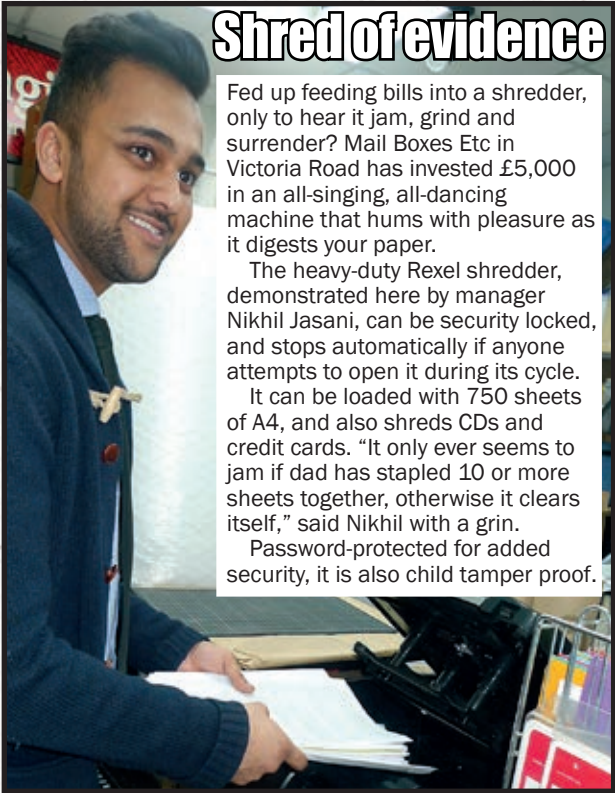 Shred of evidence
Fed up feeding bills into a shredder,
only to hear it jam, grind and
surrender? Mail Boxes Etc in
Victoria Road has invested £5,000
in an all-singing, all-dancing
machine that hums with pleasure as
it digests your paper.
The heavy-duty Rexel shredder,
demonstrated here by manager
Nikhil Jasani, can be security locked,
and stops automatically if anyone
attempts to open it during its cycle.
It can be loaded with 750 sheets
of A4, and also shreds CDs and
credit cards. “It only ever seems to
jam if dad has stapled 10 or more
sheets together, otherwise it clears
itself,” said Nikhil with a grin.
Password-protected for added
security, it is also child tamper proof.